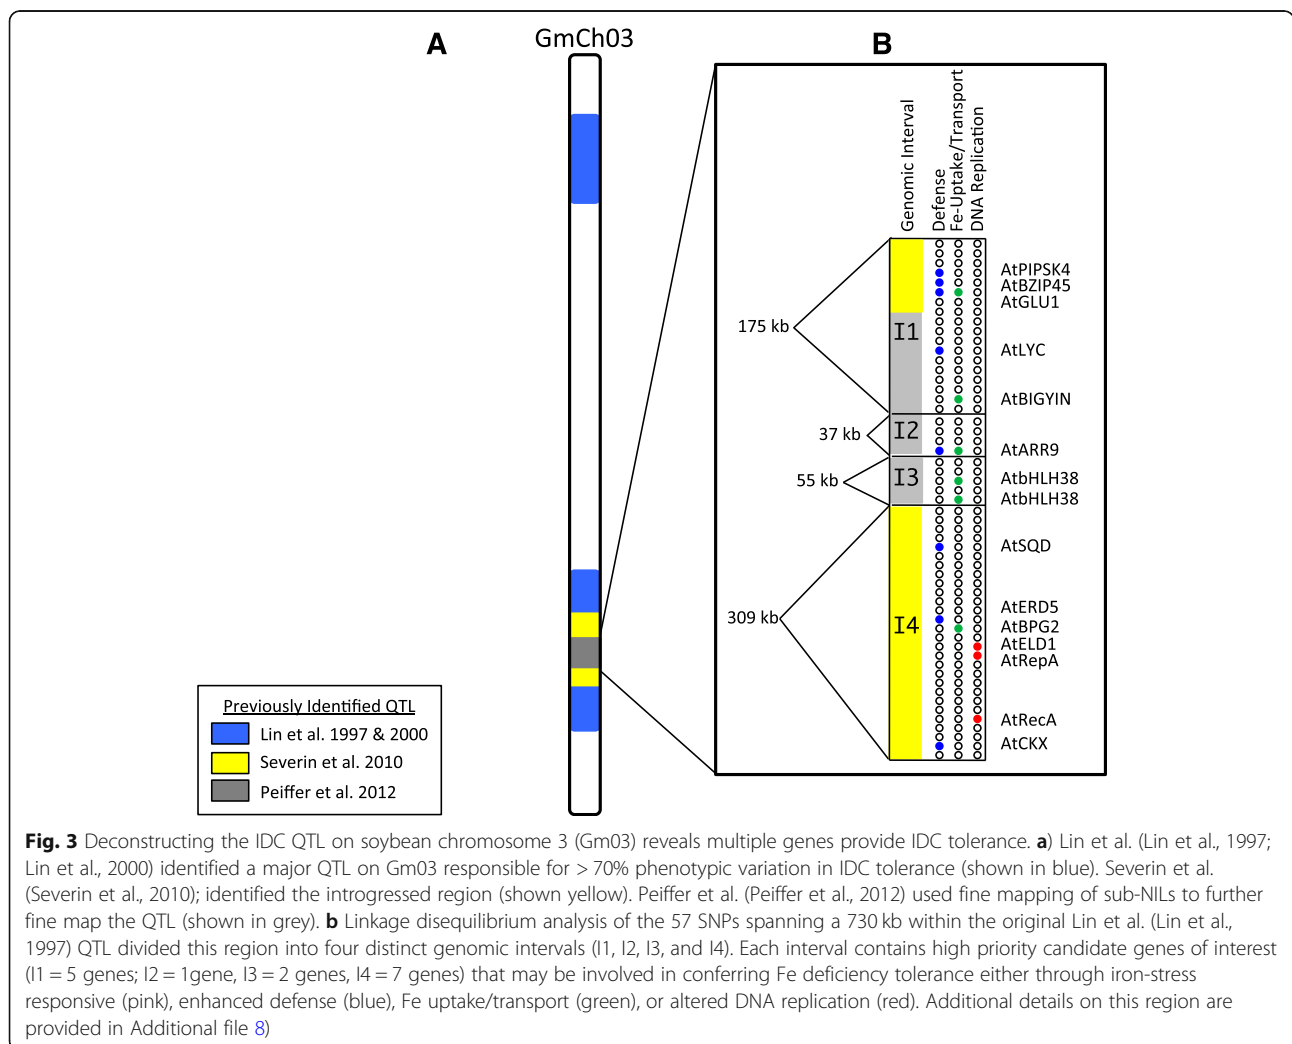 A
GmCh03
B
Genomic Interval
Defense
Fe-Uptake/Transport
DNA Replication
AtPIPSK4
AtBZIP45
AtGLU1
175 kb
I1
AtLYC
AtBIGYIN
37 kb
I2
AtARR9
55 kb
I3
AtbHLH38
AtbHLH38
AtSQD
309 kb
I4
AtERD5
AtBPG2
AtELD1
AtRepA
AtRecA
AtCKX
Previously Identified QTL
Lin et al. 1997 & 2000
Severin et al. 2010
Peiffer et al. 2012
Fig. 3 Deconstructing the IDC QTL on soybean chromosome 3 (Gm03) reveals multiple genes provide IDC tolerance. a) Lin et al. (Lin et al., 1997;
Lin et al., 2000) identified a major QTL on Gm03 responsible for > 70% phenotypic variation in IDC tolerance (shown in blue). Severin et al.
(Severin et al., 2010); identified the introgressed region (shown yellow). Peiffer et al. (Peiffer et al., 2012) used fine mapping of sub-NILs to further
fine map the QTL (shown in grey). b Linkage disequilibrium analysis of the 57 SNPs spanning a 730 kb within the original Lin et al. (Lin et al.,
1997) QTL divided this region into four distinct genomic intervals (I1, I2, I3, and I4). Each interval contains high priority candidate genes of interest
(I1 = 5 genes; I2 = 1gene, I3 = 2 genes, I4 = 7 genes) that may be involved in conferring Fe deficiency tolerance either through iron-stress
responsive (pink), enhanced defense (blue), Fe uptake/transport (green), or altered DNA replication (red). Additional details on this region are
provided in Additional file 8)